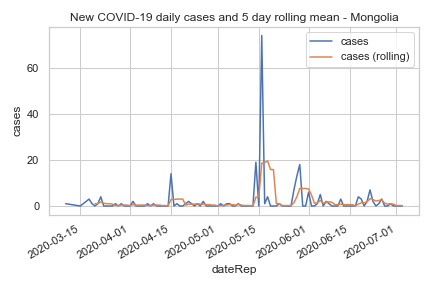 New COVID-19 daily cases and 5 day rolling mean - Mongolia
cases
cases (rolling)
cases
60
40
20
0
2020-03-15
2020-04-01
2020-04-15
2020-05-01
2020-05-15
2020-06-01
2020-06-15
2020-07-01
dateRep